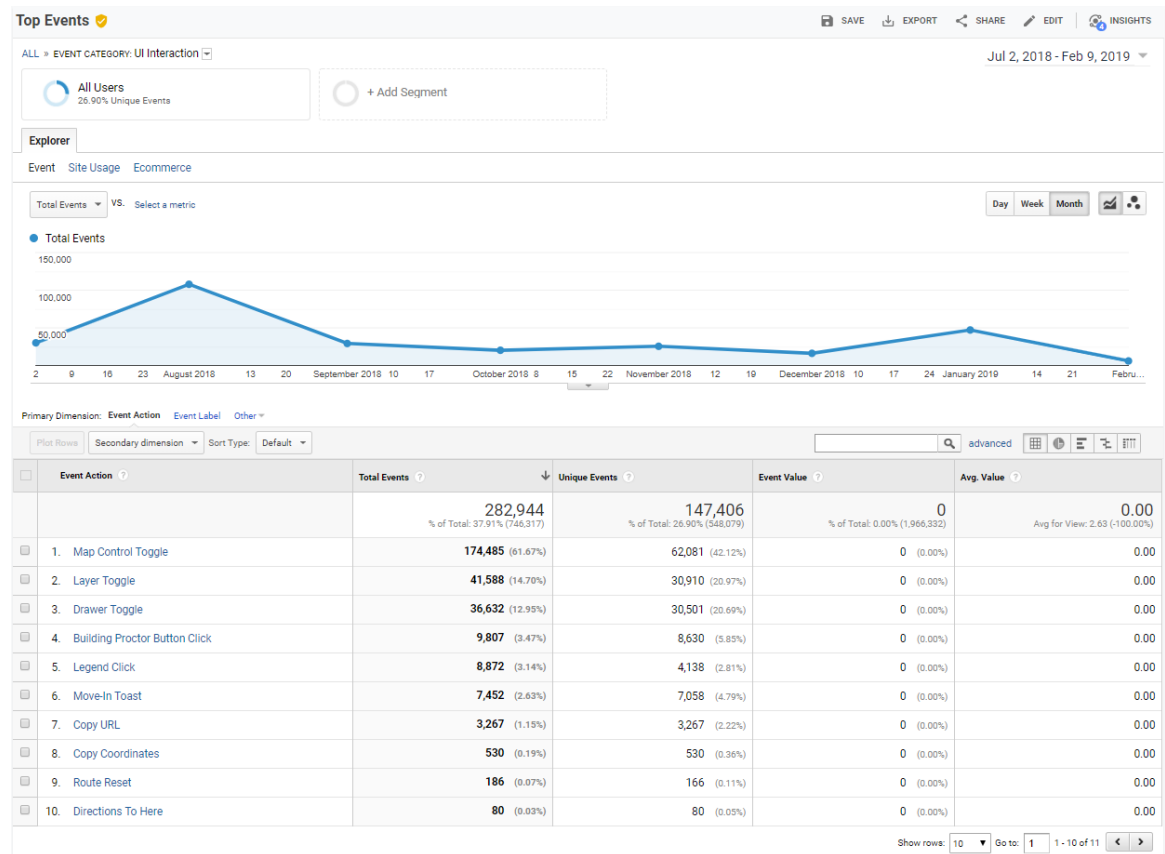 Top Events
SAVE EXPORT SHARE EDIT 4 INSIGHTS
ALL » EVENT CATEGORY: UI Interaction
Jul 2, 2018 - Feb 9, 2019
All Users
26.90% Unique Events
+ Add Segment
Explorer
Event Site Usage Ecommerce
Total Events VS. Select a metric
Day Week Month
Total Events
150,000
100,000
50,000
2 9 16 23 August 2018 13 20 September 2018 10 17 October 2018 8 15 22 November 2018 12 19 December 2018 10 17 24 January 2019 14 21 Febru...
Primary Dimension: Event Action Event Label Other
Plot Rows Secondary dimension Sort Type: Default advanced
Event Action ? Total Events ? Unique Events ? Event Value ? Avg. Value ?
282,944 147,406 0 0.00
% of Total: 37.91% (746,317) % of Total: 26.90% (548,079) % of Total: 0.00% (1,966,332) Avg for View: 2.63 (-100.00%)
1. Map Control Toggle 174,485 (61.67%) 62,081 (42.12%) 0 (0.00%) 0.00
2. Layer Toggle 41,588 (14.70%) 30,910 (20.97%) 0 (0.00%) 0.00
3. Drawer Toggle 36,632 (12.95%) 30,501 (20.69%) 0 (0.00%) 0.00
4. Building Proctor Button Click 9,807 (3.47%) 8,630 (5.85%) 0 (0.00%) 0.00
5. Legend Click 8,872 (3.14%) 4,138 (2.81%) 0 (0.00%) 0.00
6. Move-In Toast 7,452 (2.63%) 7,058 (4.79%) 0 (0.00%) 0.00
7. Copy URL 3,267 (1.15%) 3,267 (2.22%) 0 (0.00%) 0.00
8. Copy Coordinates 530 (0.19%) 530 (0.36%) 0 (0.00%) 0.00
9. Route Reset 186 (0.07%) 166 (0.11%) 0 (0.00%) 0.00
10. Directions To Here 80 (0.03%) 80 (0.05%) 0 (0.00%) 0.00
Show rows: 10 Go to: 1 1 - 10 of 11